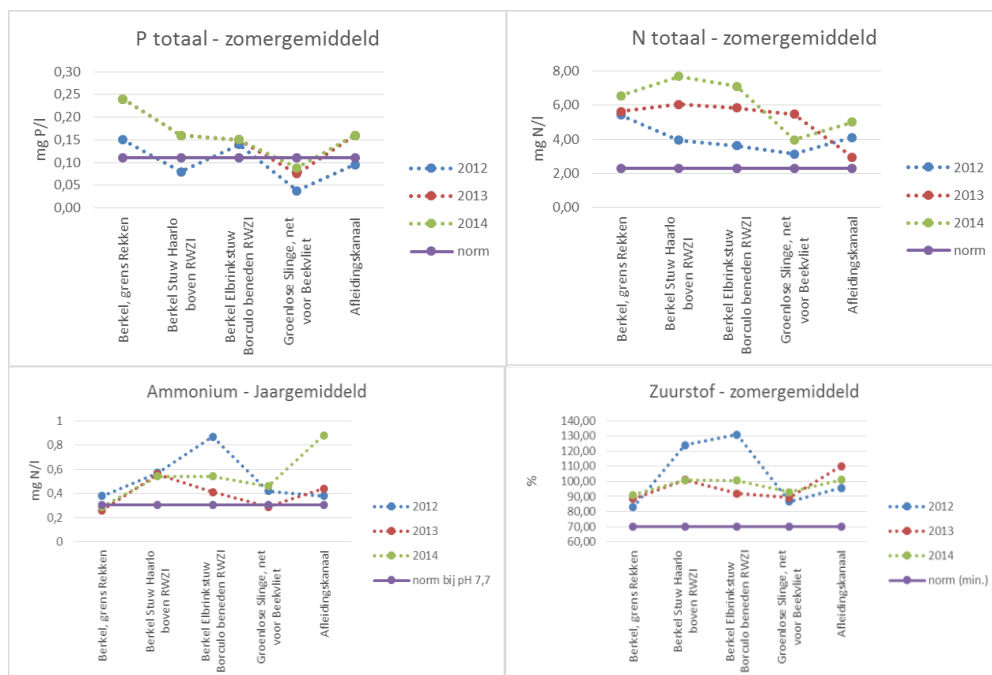 P totaal - zomergemiddeld
mg P/l
0,30
0,25
0,20
0,15
0,10
0,05
0,00
Berkel, grens Rekken
Berkel Stuw Haarlo
boven RWZI
Berkel Elbrinkstuw
Borculo beneden RWZI
Groenlose Slinge, net
voor Beekvliet
Afleidingskanaal
2012
2013
2014
norm
N totaal - zomergemiddeld
mg N/l
8,00
6,00
4,00
2,00
0,00
Berkel, grens Rekken
Berkel Stuw Haarlo
boven RWZI
Berkel Elbrinkstuw
Borculo beneden RWZI
Groenlose Slinge, net
voor Beekvliet
Afleidingskanaal
2012
2013
2014
norm
Ammonium - Jaargemiddeld
mg N/l
1
0,8
0,6
0,4
0,2
0
Berkel, grens Rekken
Berkel Stuw Haarlo
boven RWZI
Berkel Elbrinkstuw
Borculo beneden RWZI
Groenlose Slinge, net
voor Beekvliet
Afleidingskanaal
2012
2013
2014
norm bij pH 7,7
Zuurstof - zomergemiddeld
%
140,00
130,00
120,00
110,00
100,00
90,00
80,00
70,00
60,00
Berkel, grens Rekken
Berkel Stuw Haarlo
boven RWZI
Berkel Elbrinkstuw
Borculo beneden RWZI
Groenlose Slinge, net
voor Beekvliet
Afleidingskanaal
2012
2013
2014
norm (min.)